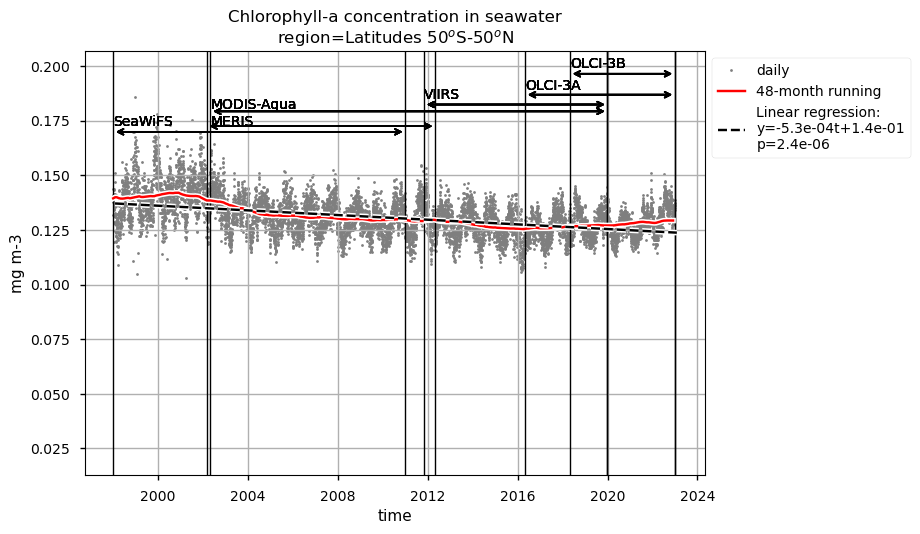 Chlorophyll-a concentration in seawater
region=Latitudes 50°S-50°N
0.200
0.175
0.150
0.125
0.100
0.075
0.050
0.025
mg m-3
OLCI-3B
OLCI-3A
VIIRS
MODIS-Aqua
SeaWiFS
MERIS
2000
2004
2008
2012
2016
2020
2024
time
daily
48-month running
Linear regression:
y=-5.3e-04t+1.4e-01
p=2.4e-06